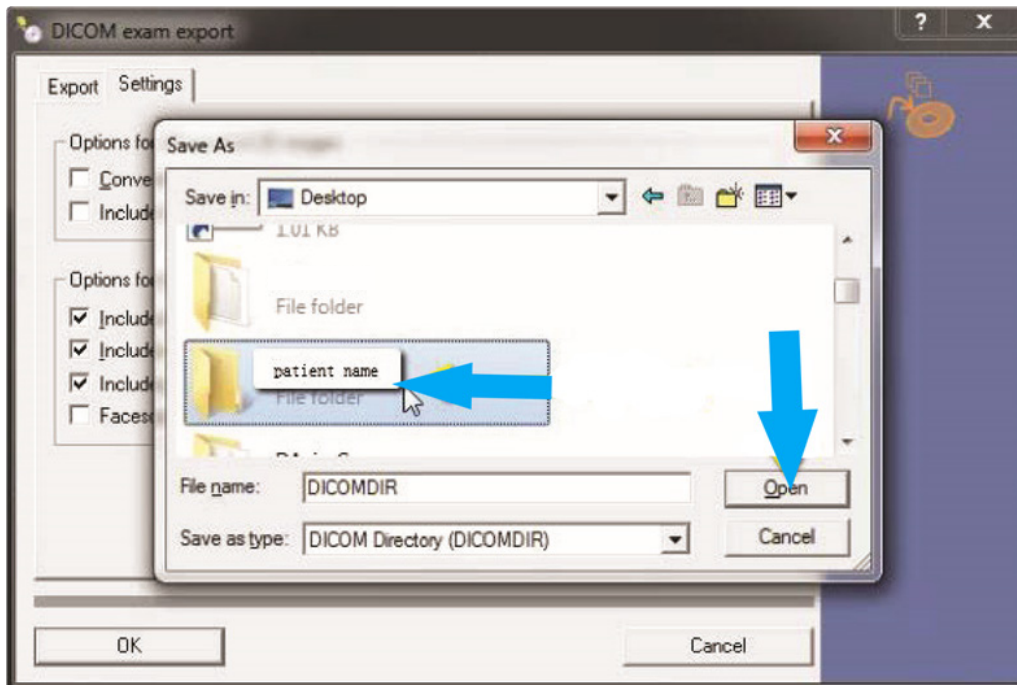 DICOM exam export
? x
Export Settings
Options for
Save As
x
Conve
Save in: Desktop
Include
1.01 KB
File folder
Options for
Include
patient name
Include
File folder
Include
Faces
File name: DICOMDIR
Open
Save as type: DICOM Directory (DICOMDIR)
Cancel
OK
Cancel